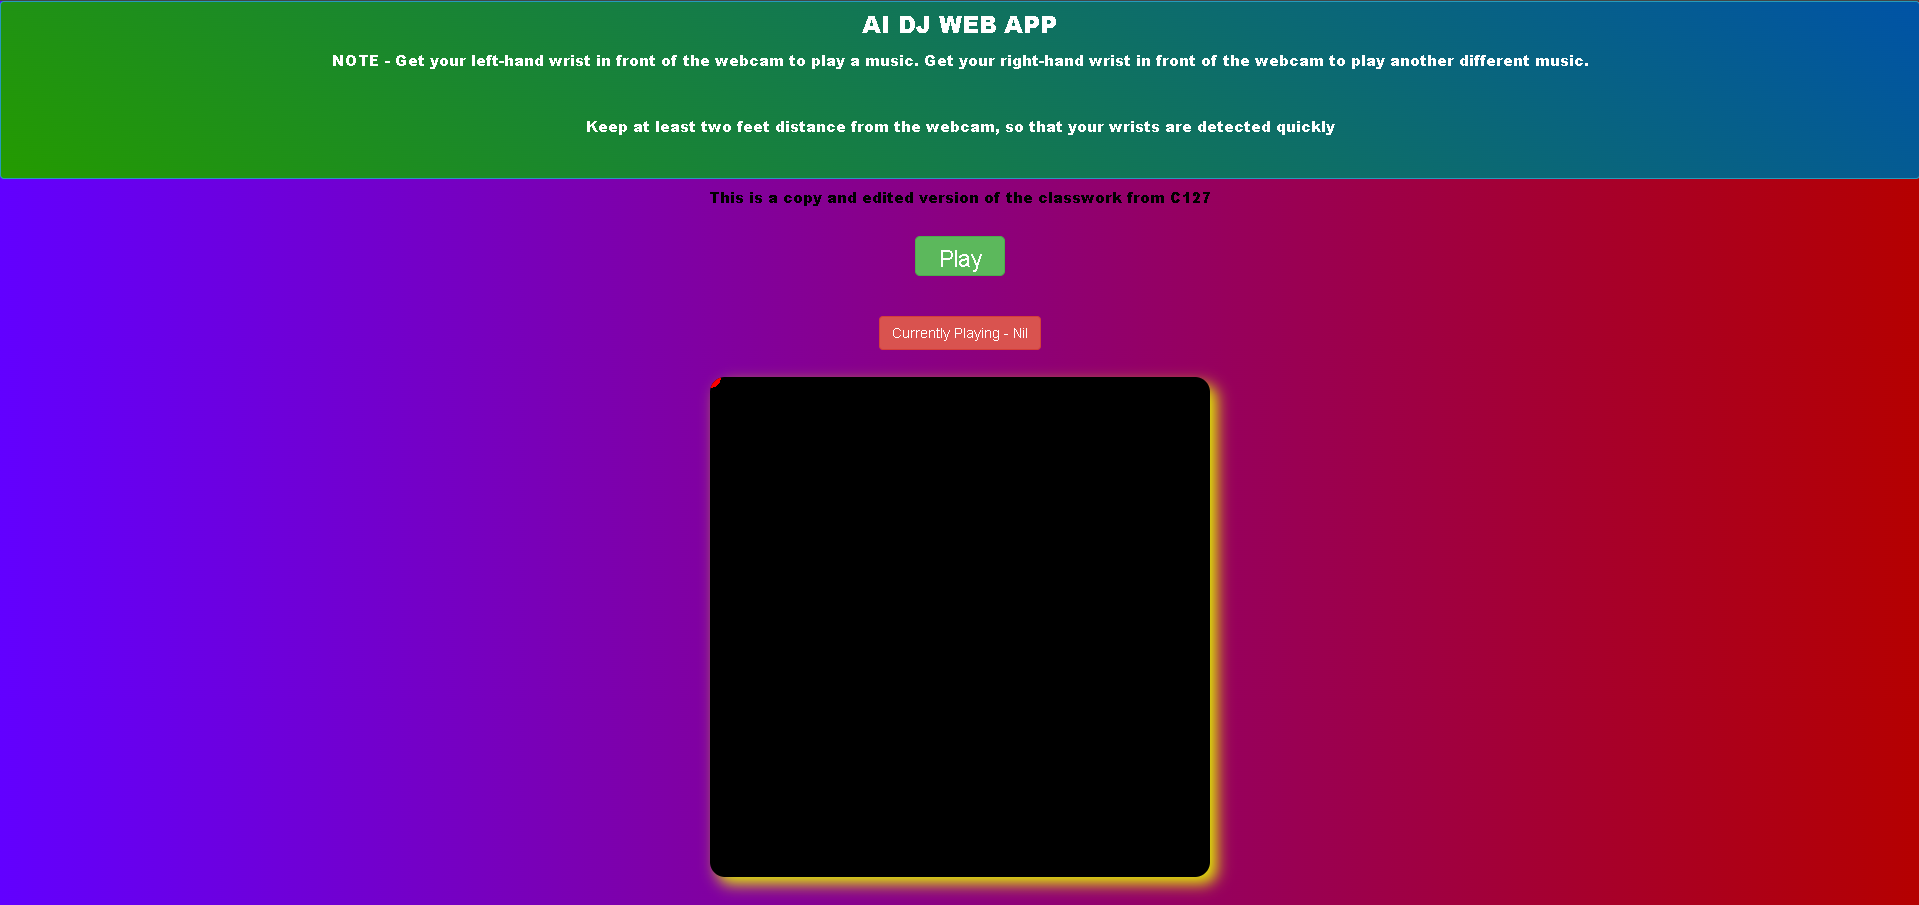 AI DJ WEB APP
NOTE - Get your left-hand wrist in front of the webcam to play a music. Get your right-hand wrist in front of the webcam to play another different music.
Keep at least two feet distance from the webcam, so that your wrists are detected quickly
This is a copy and edited version of the classwork from C127
Play
Currently Playing - Nil